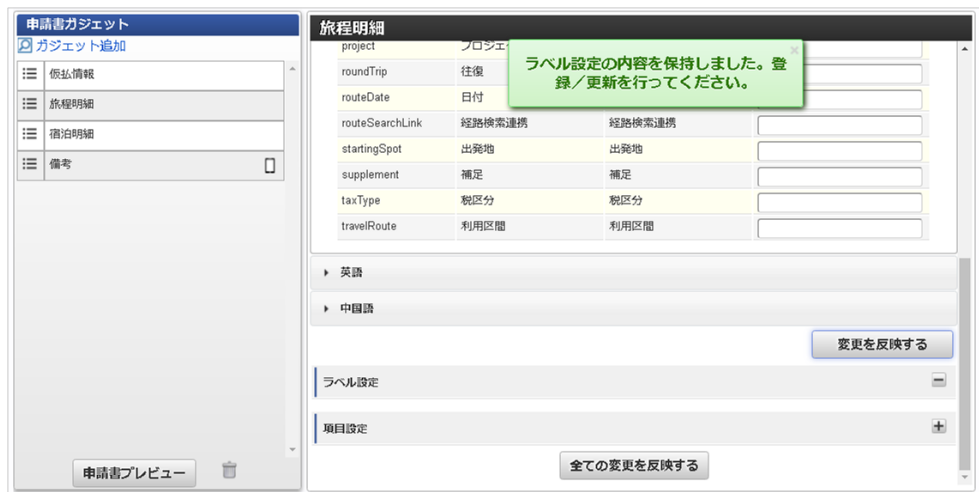 申請書ガジェット
ガジェット追加
仮払情報
旅程明細
宿泊明細
備考
申請書プレビュー
旅程明細
project プロジェ
roundTrip 往復
routeDate 日付
ラベル設定の内容を保持しました。登
録／更新を行ってください。
routeSearchLink 経路検索連携 経路検索連携
startingSpot 出発地 出発地
supplement 補足 補足
taxType 税区分 税区分
travelRoute 利用区間 利用区間
英語
中国語
変更を反映する
ラベル設定
項目設定
全ての変更を反映する